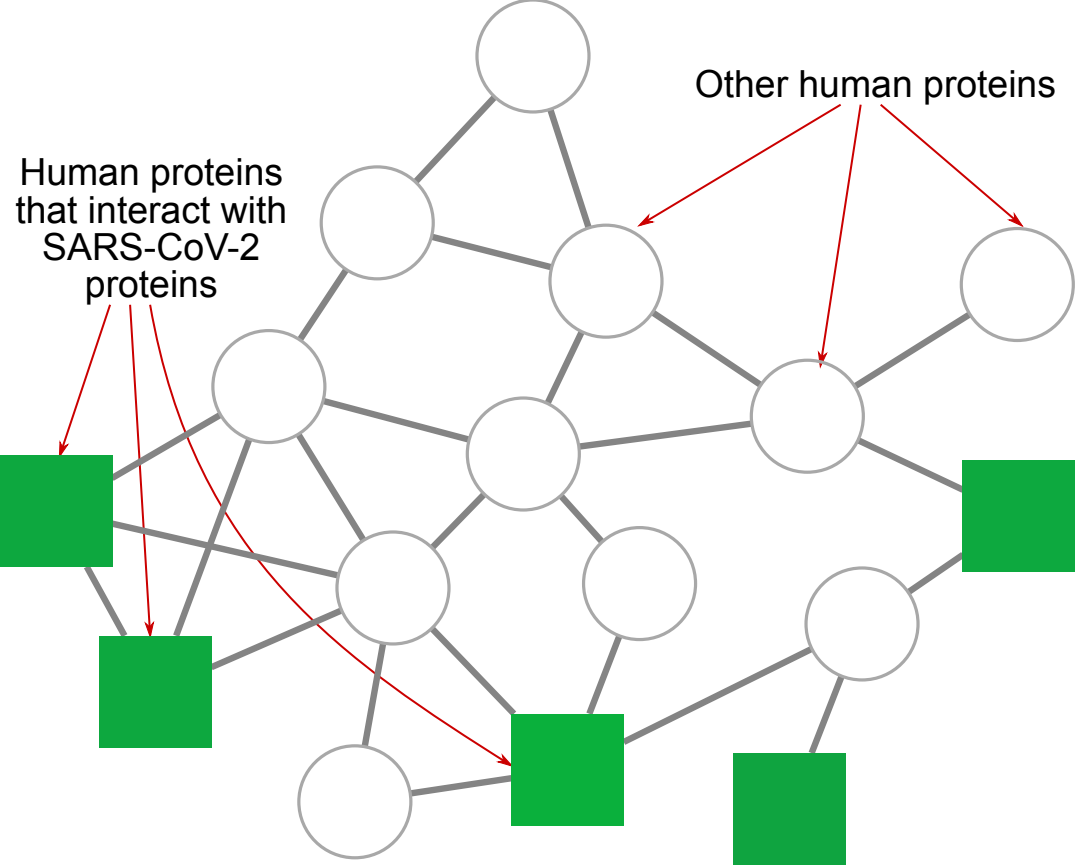 Other human proteins
Human proteins
that interact with
SARS-CoV-2
proteins